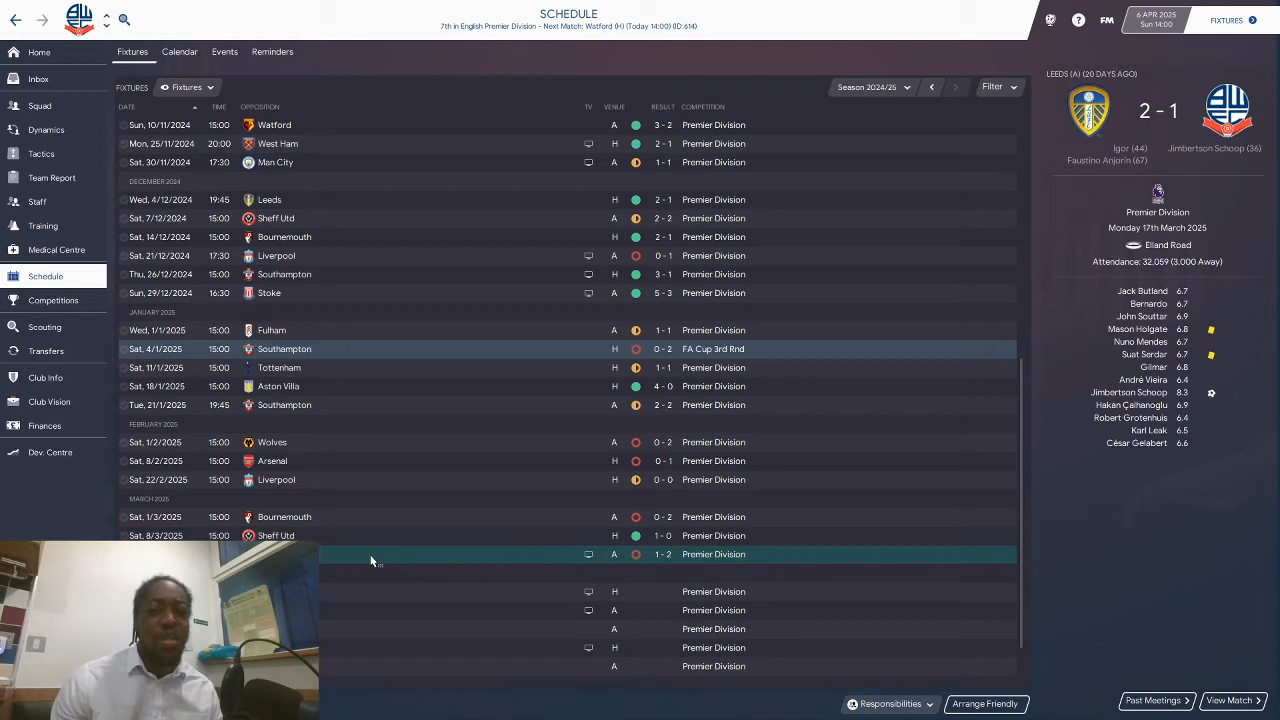 SCHEDULE
7th in English Premier Division - Next Match: Watford (H) (Today 14:00) (ID:614)
FM
6 APR 2025
Sun 14:00
FIXTURES
Home
Inbox
Squad
Dynamics
Tactics
Team Report
Staff
Training
Medical Centre
Schedule
Competitions
Scouting
Transfers
Club Info
Club Vision
Finances
Dev. Centre
Fixtures Calendar Events Reminders
FIXTURES Fixtures Season 2024/25 Filter
DATE TIME OPPOSITION TV VENUE RESULT COMPETITION
Sun, 10/11/2024 15:00 Watford A 3 - 2 Premier Division
Mon, 25/11/2024 20:00 West Ham H 2 - 1 Premier Division
Sat, 30/11/2024 17:30 Man City A 1 - 1 Premier Division
DECEMBER 2024
Wed, 4/12/2024 19:45 Leeds H 2 - 1 Premier Division
Sat, 7/12/2024 15:00 Sheff Utd A 2 - 2 Premier Division
Sat, 14/12/2024 15:00 Bournemouth H 2 - 1 Premier Division
Sat, 21/12/2024 17:30 Liverpool A 0 - 1 Premier Division
Thu, 26/12/2024 15:00 Southampton H 3 - 1 Premier Division
Sun, 29/12/2024 16:30 Stoke A 5 - 3 Premier Division
JANUARY 2025
Wed, 1/1/2025 15:00 Fulham A 1 - 1 Premier Division
Sat, 4/1/2025 15:00 Southampton H 0 - 2 FA Cup 3rd Rnd
Sat, 11/1/2025 15:00 Tottenham H 1 - 1 Premier Division
Sat, 18/1/2025 15:00 Aston Villa H 4 - 0 Premier Division
Tue, 21/1/2025 19:45 Southampton A 2 - 2 Premier Division
FEBRUARY 2025
Sat, 1/2/2025 15:00 Wolves A 0 - 2 Premier Division
Sat, 8/2/2025 15:00 Arsenal H 0 - 1 Premier Division
Sat, 22/2/2025 15:00 Liverpool H 0 - 0 Premier Division
MARCH 2025
Sat, 1/3/2025 15:00 Bournemouth A 0 - 2 Premier Division
Sat, 8/3/2025 15:00 Sheff Utd H 1 - 0 Premier Division
A 1 - 2 Premier Division
H Premier Division
A Premier Division
A Premier Division
H Premier Division
A Premier Division
Responsibilities Arrange Friendly
LEEDS (A) (20 DAYS AGO)
2 - 1
Igor (44) Jimbertson Schoop (36)
Faustino Anjorin (67)
Premier Division
Monday 17th March 2025
Elland Road
Attendance: 32,059 (3,000 Away)
Jack Butland 6.7
Bernardo 6.7
John Souttar 6.9
Mason Holgate 6.8
Nuno Mendes 6.7
Suat Serdar 6.7
Gilmar 6.8
André Vieira 6.4
Jimbertson Schoop 8.3
Hakan Çalhanoglu 6.9
Robert Grotenhuis 6.4
Karl Leak 6.5
César Gelabert 6.6
Past Meetings View Match